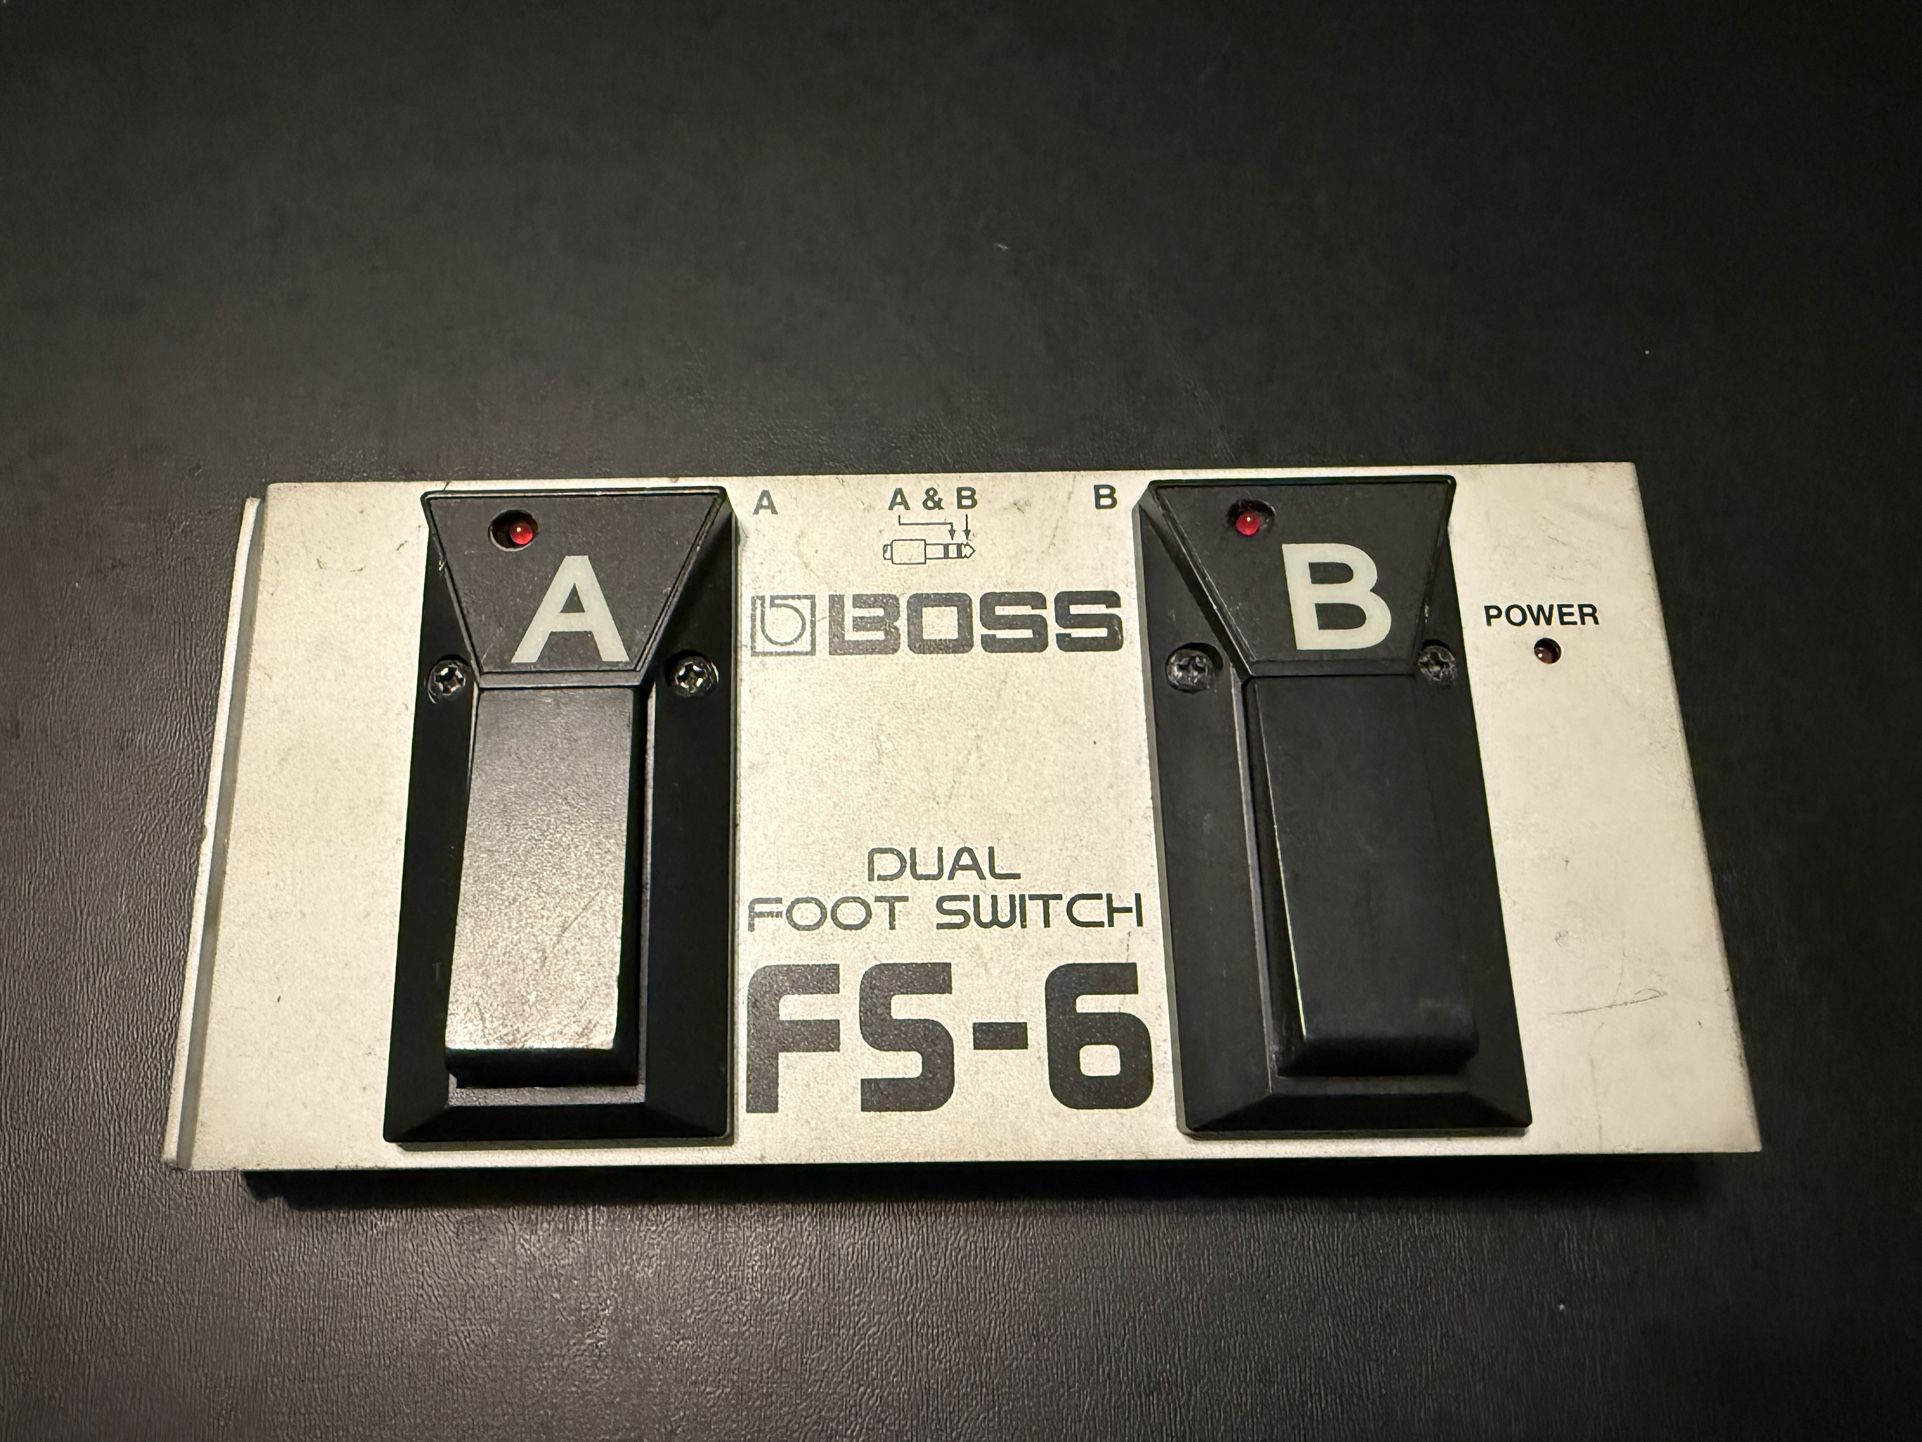 A A & B B
A
B
BOSS
POWER
DUAL
FOOT SWITCH
FS-6